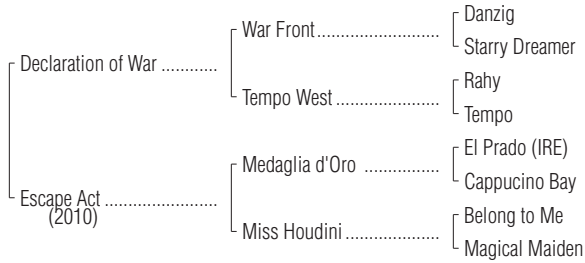 Danzig
War Front
Starry Dreamer
Declaration of War
Rahy
Tempo West
Tempo
El Prado (IRE)
Medaglia d'Oro
Cappucino Bay
Escape Act
(2010)
Belong to Me
Miss Houdini
Magical Maiden